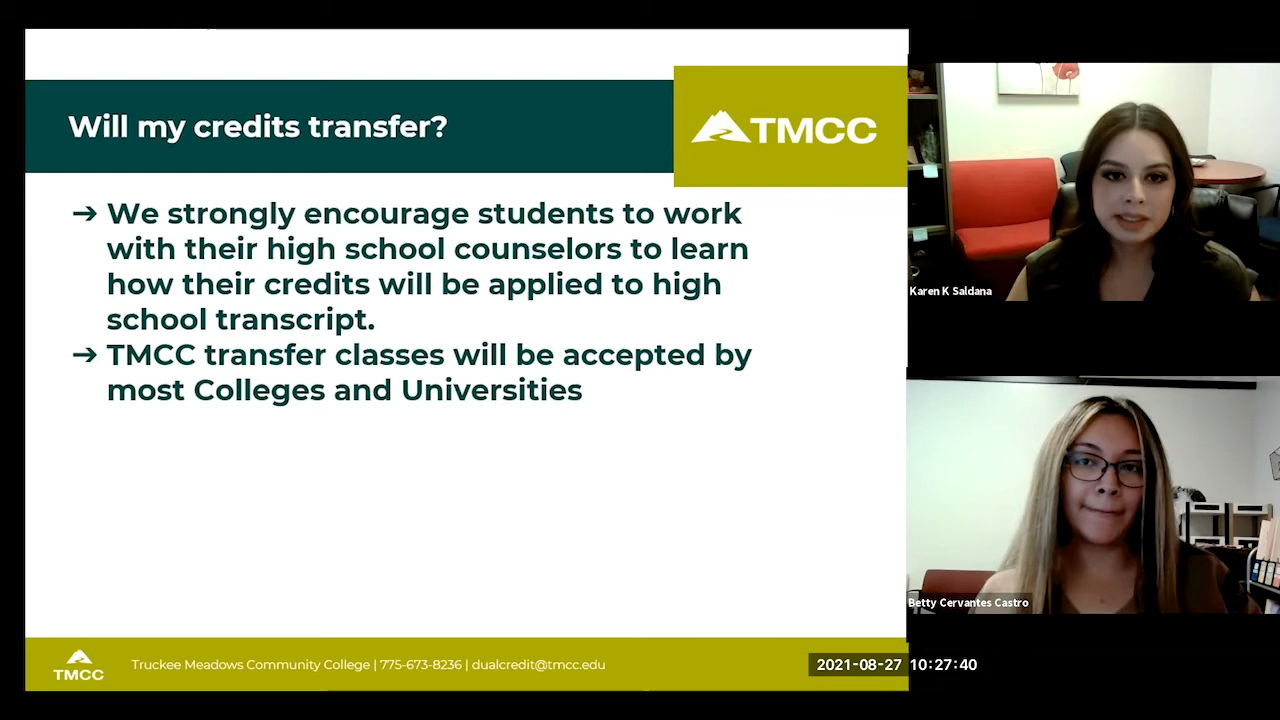 Will my credits transfer?
TMCC
➔ We strongly encourage students to work
with their high school counselors to learn
how their credits will be applied to high
school transcript.
➔ TMCC transfer classes will be accepted by
most Colleges and Universities
Karen K Saldana
Betty Cervantes Castro
TMCC
Truckee Meadows Community College | 775-673-8236 | dualcredit@tmcc.edu
2021-08-27 10:27:40